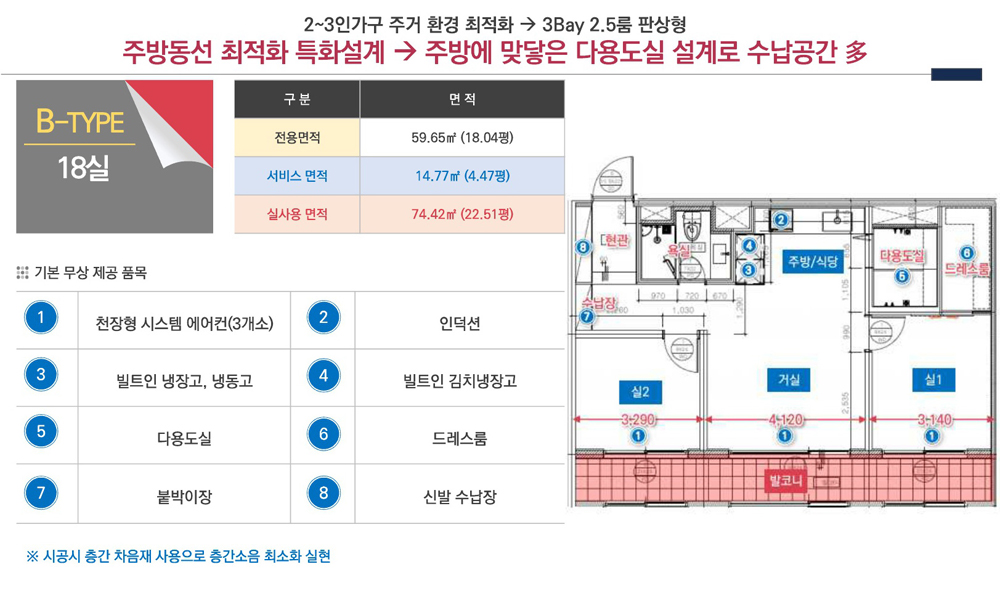 2~3인가구 주거 환경 최적화 → 3Bay 2.5룸 판상형
주방동선 최적화 특화설계 → 주방에 맞닿은 다용도실 설계로 수납공간 多
B-TYPE
18실
구 분 면 적
전용면적 59.65㎡ (18.04평)
서비스 면적 14.77㎡ (4.47평)
실사용 면적 74.42㎡ (22.51평)
기본 무상 제공 품목
1 천장형 시스템 에어컨(3개소) 2 인덕션
3 빌트인 냉장고, 냉동고 4 빌트인 김치냉장고
5 다용도실 6 드레스룸
7 붙박이장 8 신발 수납장
※ 시공시 층간 차음재 사용으로 층간소음 최소화 실현
560
2
8 현관 욕실 4 주방/식당 다용도실 6
3 5 드레스룸
수납장 970 720 670 1,105
7 1,030 1,290
990
실2 거실 실1
2,535
3,290 4,120 3,140
1 1 1
발코니